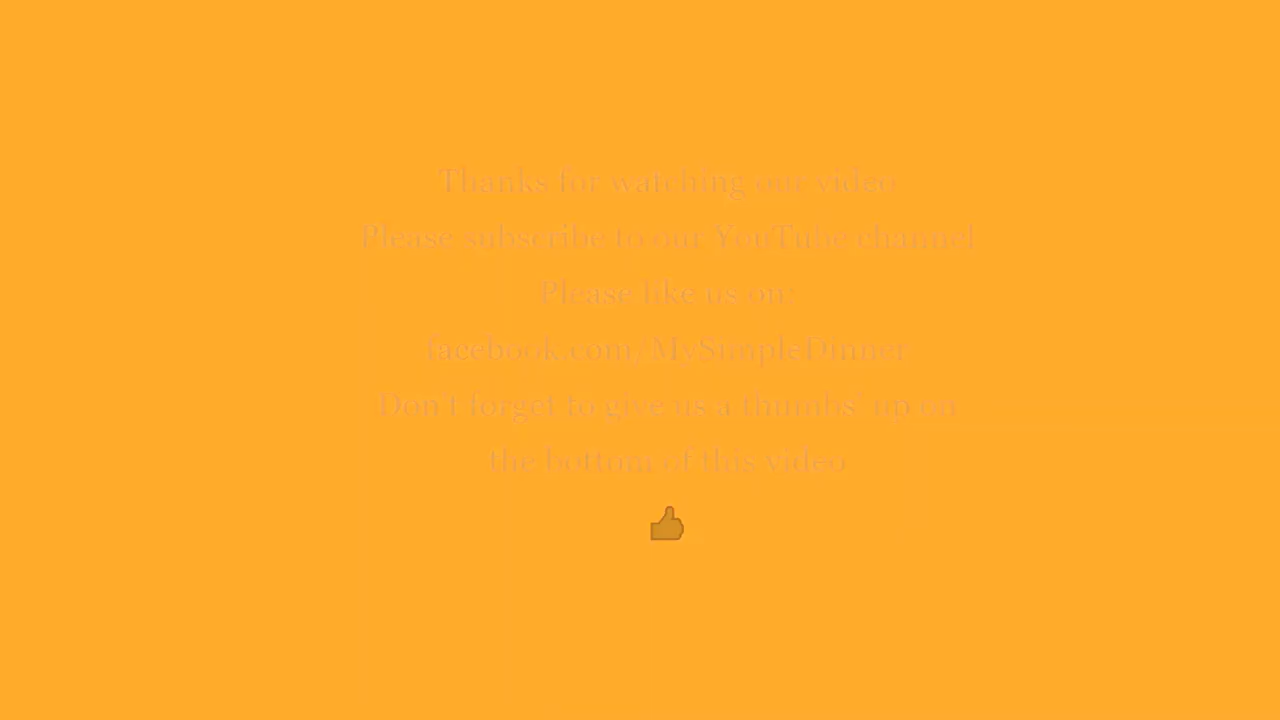 Thanks for watching our video
Please subscribe to our YouTube channel
Please like us on:
facebook.com/MySimpleDinner
Don't forget to give us a thumbs' up on
the bottom of this video